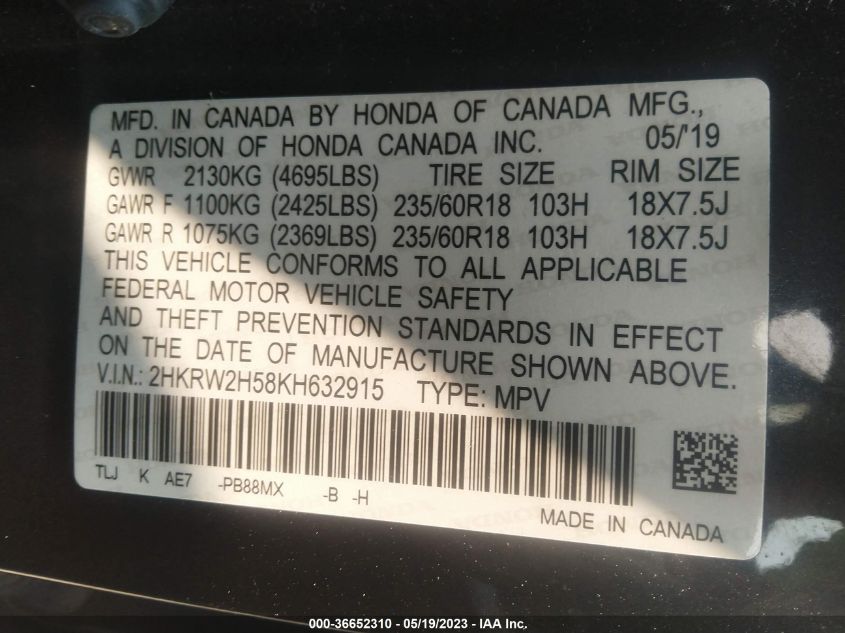 MFD. IN CANADA BY HONDA OF CANADA MFG.,
A DIVISION OF HONDA CANADA INC. 05/'19
GVWR 2130KG (4695LBS) TIRE SIZE RIM SIZE
GAWR F 1100KG (2425LBS) 235/60R18 103H 18X7.5J
GAWR R 1075KG (2369LBS) 235/60R18 103H 18X7.5J
THIS VEHICLE CONFORMS TO ALL APPLICABLE
FEDERAL MOTOR VEHICLE SAFETY
AND THEFT PREVENTION STANDARDS IN EFFECT
ON THE DATE OF MANUFACTURE SHOWN ABOVE.
V.I.N.: 2HKRW2H58KH632915 TYPE: MPV
TLJ K AE7 -PB88MX -B -H
MADE IN CANADA
000-36652310 - 05/19/2023 - IAA Inc.